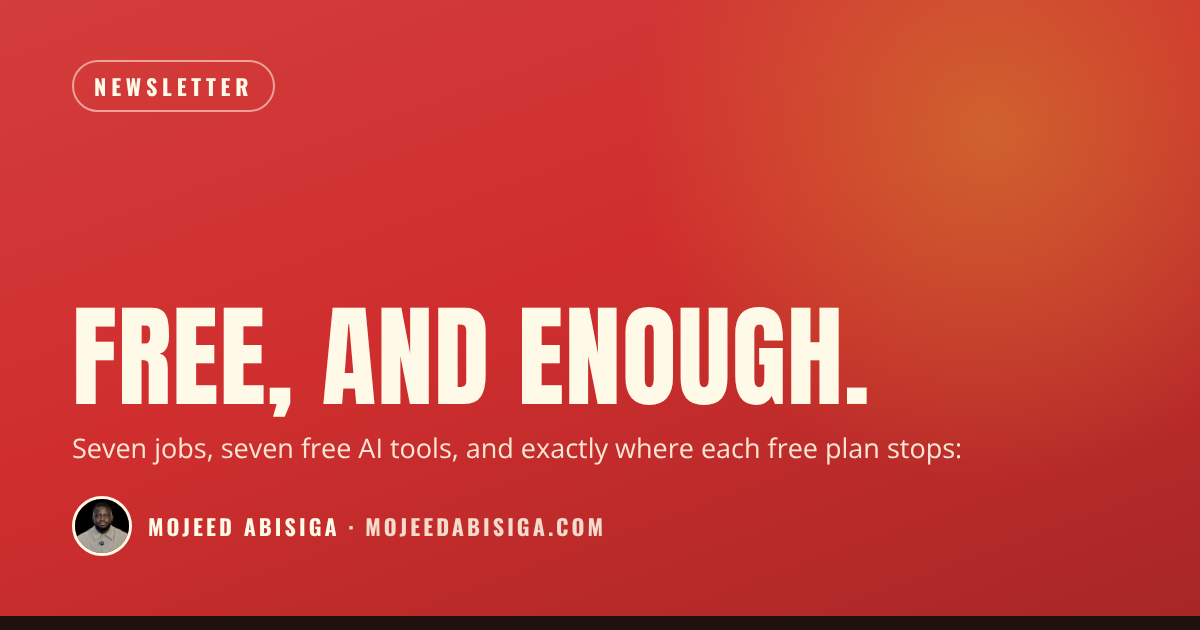 NEWSLETTER
FREE, AND ENOUGH.
Seven jobs, seven free AI tools, and exactly where each free plan stops:
MOJEED ABISIGA · MOJEEDABISIGA.COM